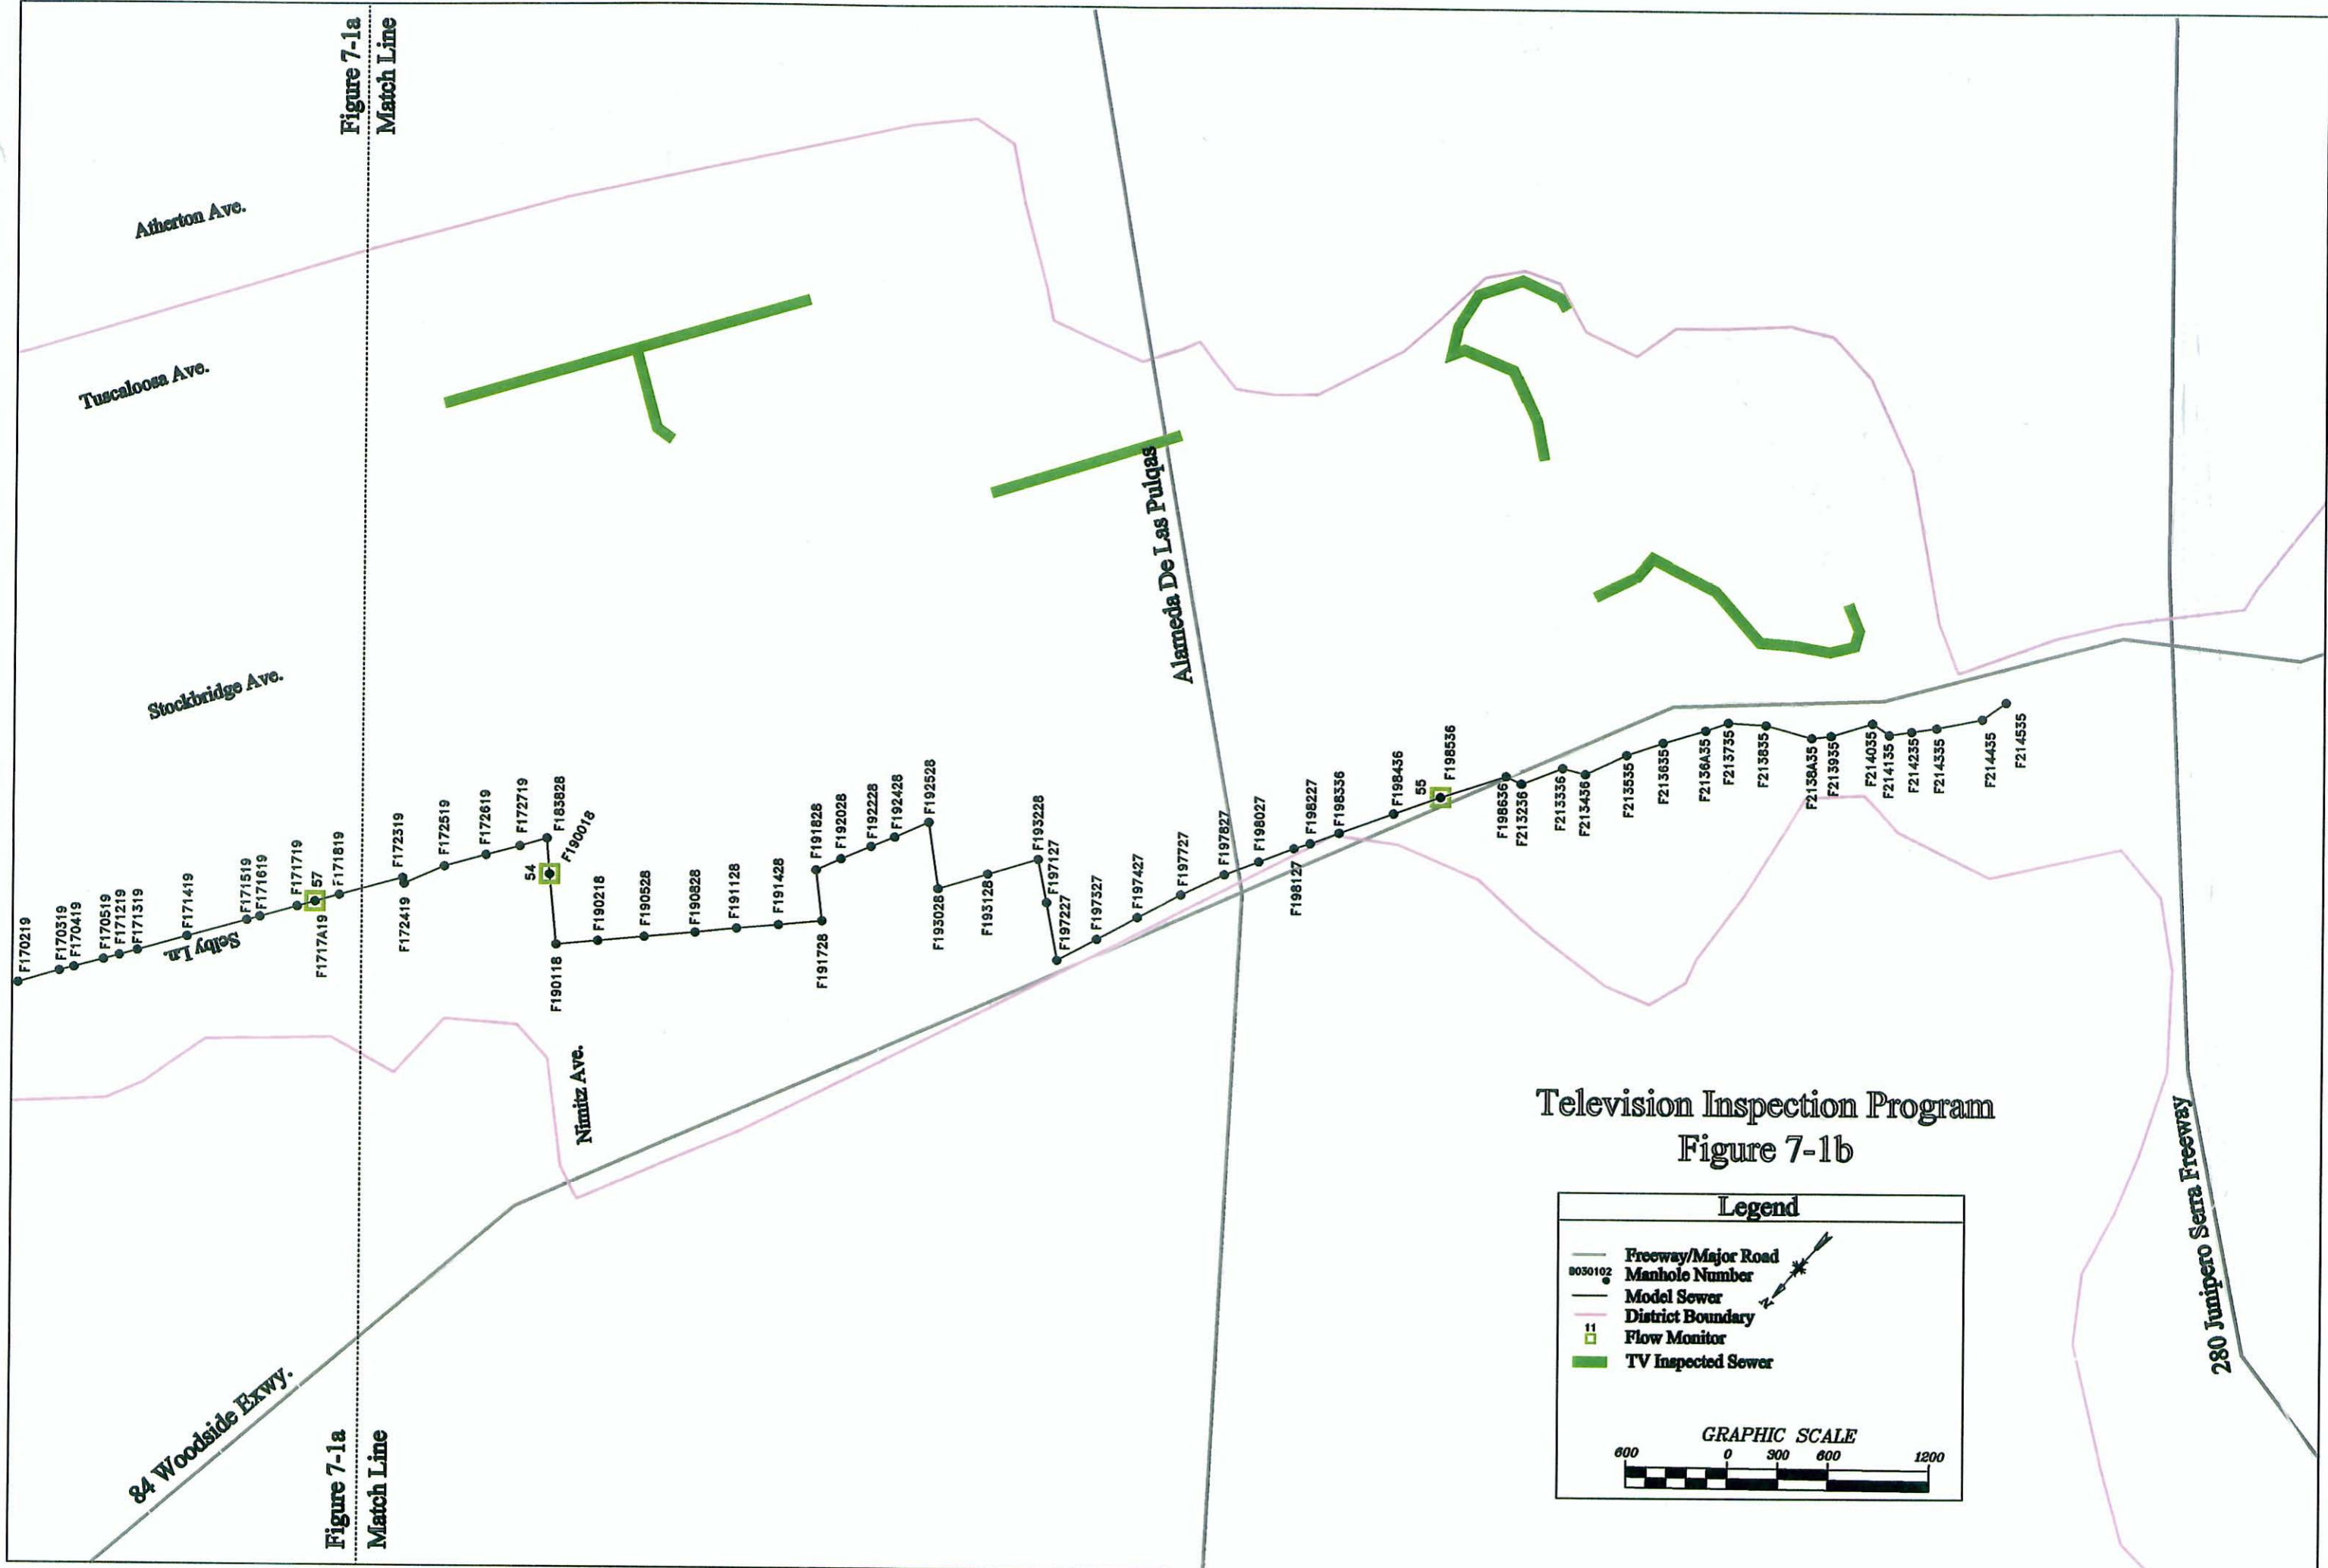 Figure 7-1a
Match Line
Atherton Ave.
Tuscaloosa Ave.
Stockbridge Ave.
Alameda De Las Pulqas
F170219
F170319
F170419
F170519
F171219
F171319
F171419
Selby Ln.
F171519
F171619
F171719
57
F1717A19
F171819
F172319
F172419
F172519
F172619
F172719
F183828
54
F190018
F190118
F190218
F190528
F190828
F191128
F191428
F191728
F191828
F192028
F192228
F192428
F192528
F193028
F193128
F193228
F197127
F197227
F197327
F197427
F197727
F197827
F198027
F198127
F198227
F198336
F198436
55
F198536
F198636
F213236
F213336
F213436
F213535
F213635
F2136A35
F213735
F213835
F2138A35
F213935
F214035
F214135
F214235
F214335
F214435
F214535
Nimitz Ave.
84 Woodside Exwy.
280 Junipero Serra Freeway
Figure 7-1a
Match Line
Television Inspection Program
Figure 7-1b
Legend
Freeway/Major Road
Manhole Number
Model Sewer
District Boundary
11
Flow Monitor
TV Inspected Sewer
N
GRAPHIC SCALE
600 0 300 600 1200